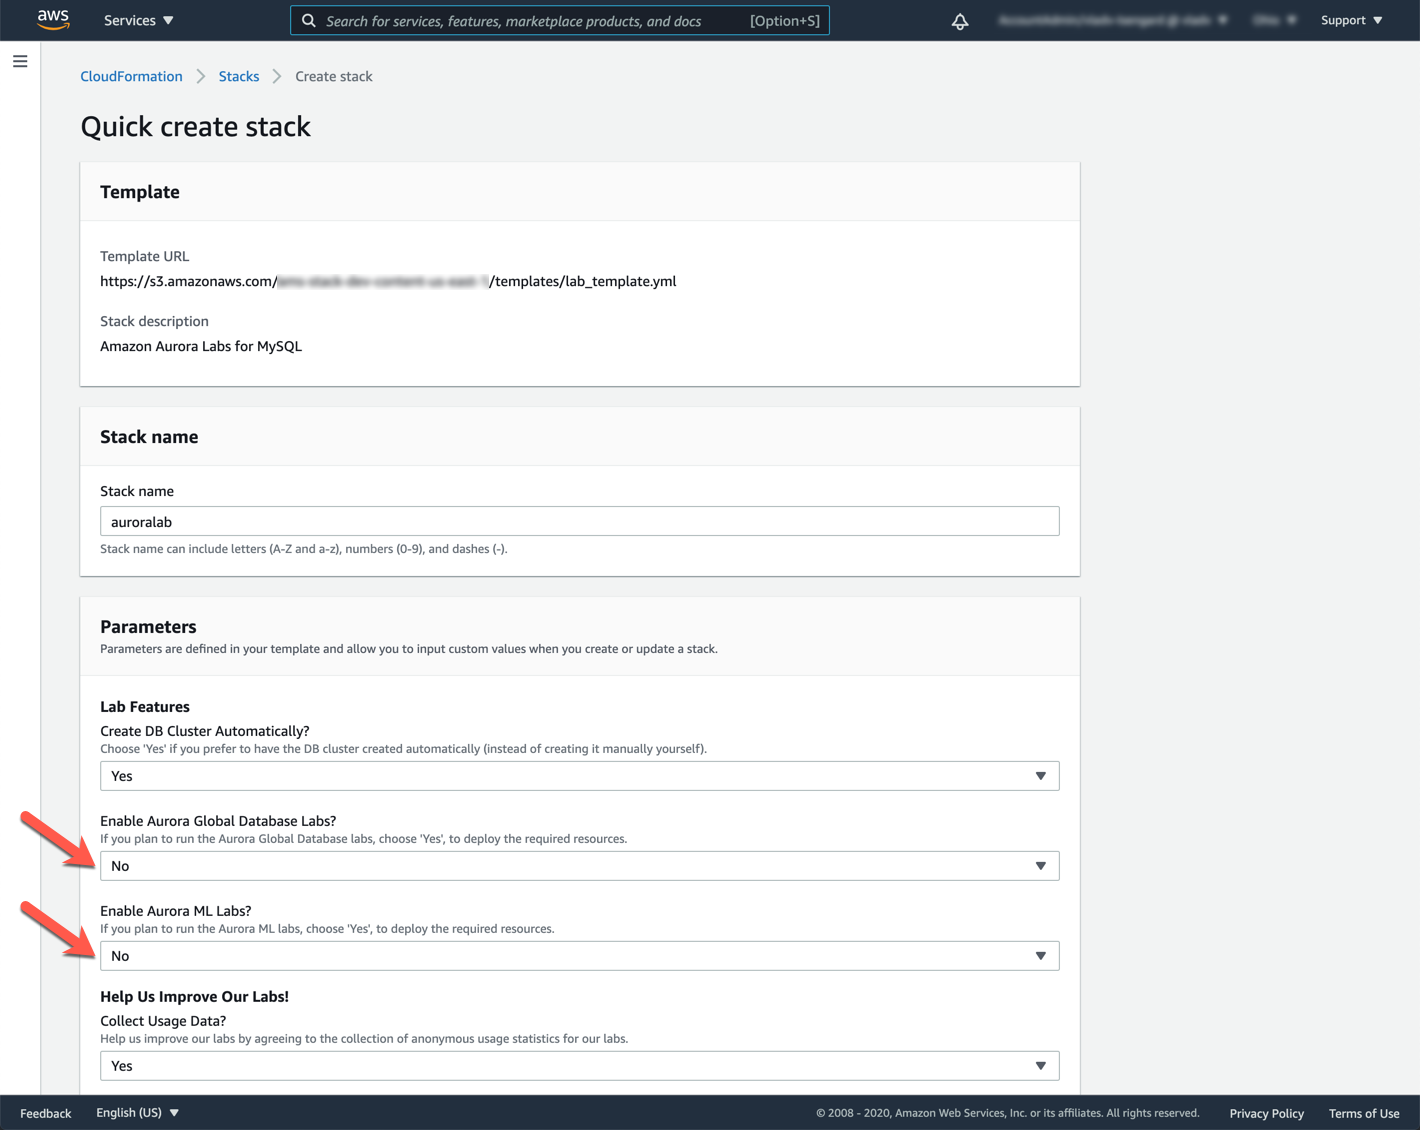 aws Services Search for services, features, marketplace products, and docs [Option+S] Support
CloudFormation Stacks Create stack
Quick create stack
Template
Template URL
https://s3.amazonaws.com/ /templates/lab_template.yml
Stack description
Amazon Aurora Labs for MySQL
Stack name
Stack name
auroralab
Stack name can include letters (A-Z and a-z), numbers (0-9), and dashes (-).
Parameters
Parameters are defined in your template and allow you to input custom values when you create or update a stack.
Lab Features
Create DB Cluster Automatically?
Choose 'Yes' if you prefer to have the DB cluster created automatically (instead of creating it manually yourself).
Yes
Enable Aurora Global Database Labs?
If you plan to run the Aurora Global Database labs, choose 'Yes', to deploy the required resources.
No
Enable Aurora ML Labs?
If you plan to run the Aurora ML labs, choose 'Yes', to deploy the required resources.
No
Help Us Improve Our Labs!
Collect Usage Data?
Help us improve our labs by agreeing to the collection of anonymous usage statistics for our labs.
Yes
Feedback English (US) © 2008 - 2020, Amazon Web Services, Inc. or its affiliates. All rights reserved. Privacy Policy Terms of Use